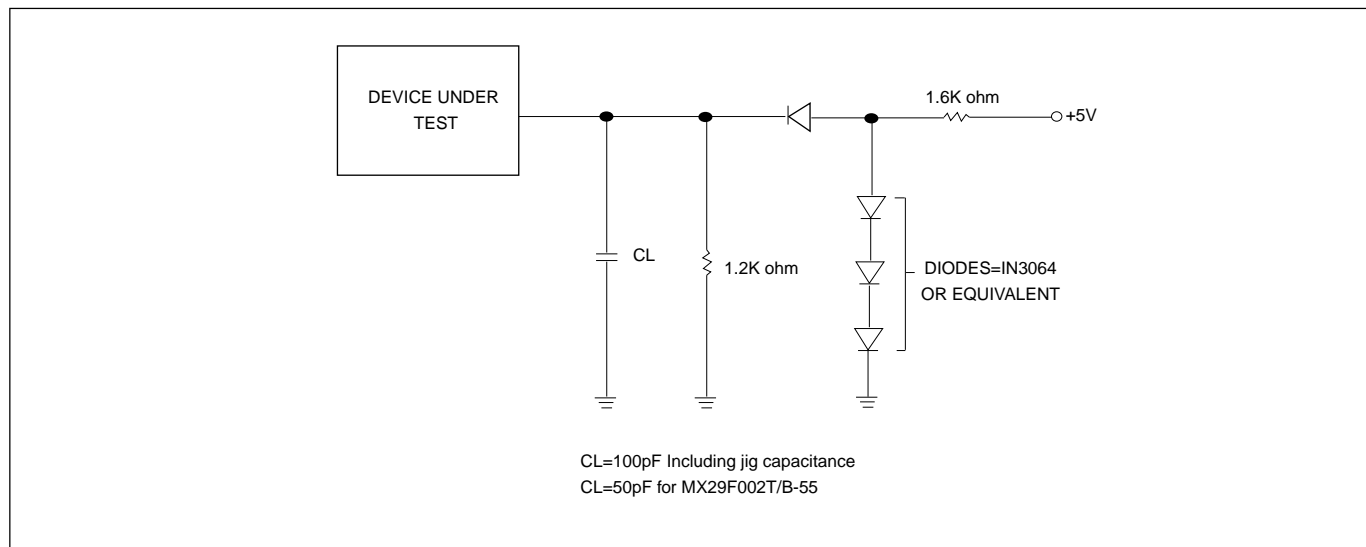 DEVICE UNDER
TEST
1.6K ohm
+5V
CL
1.2K ohm
DIODES=IN3064
OR EQUIVALENT
CL=100pF Including jig capacitance
CL=50pF for MX29F002T/B-55